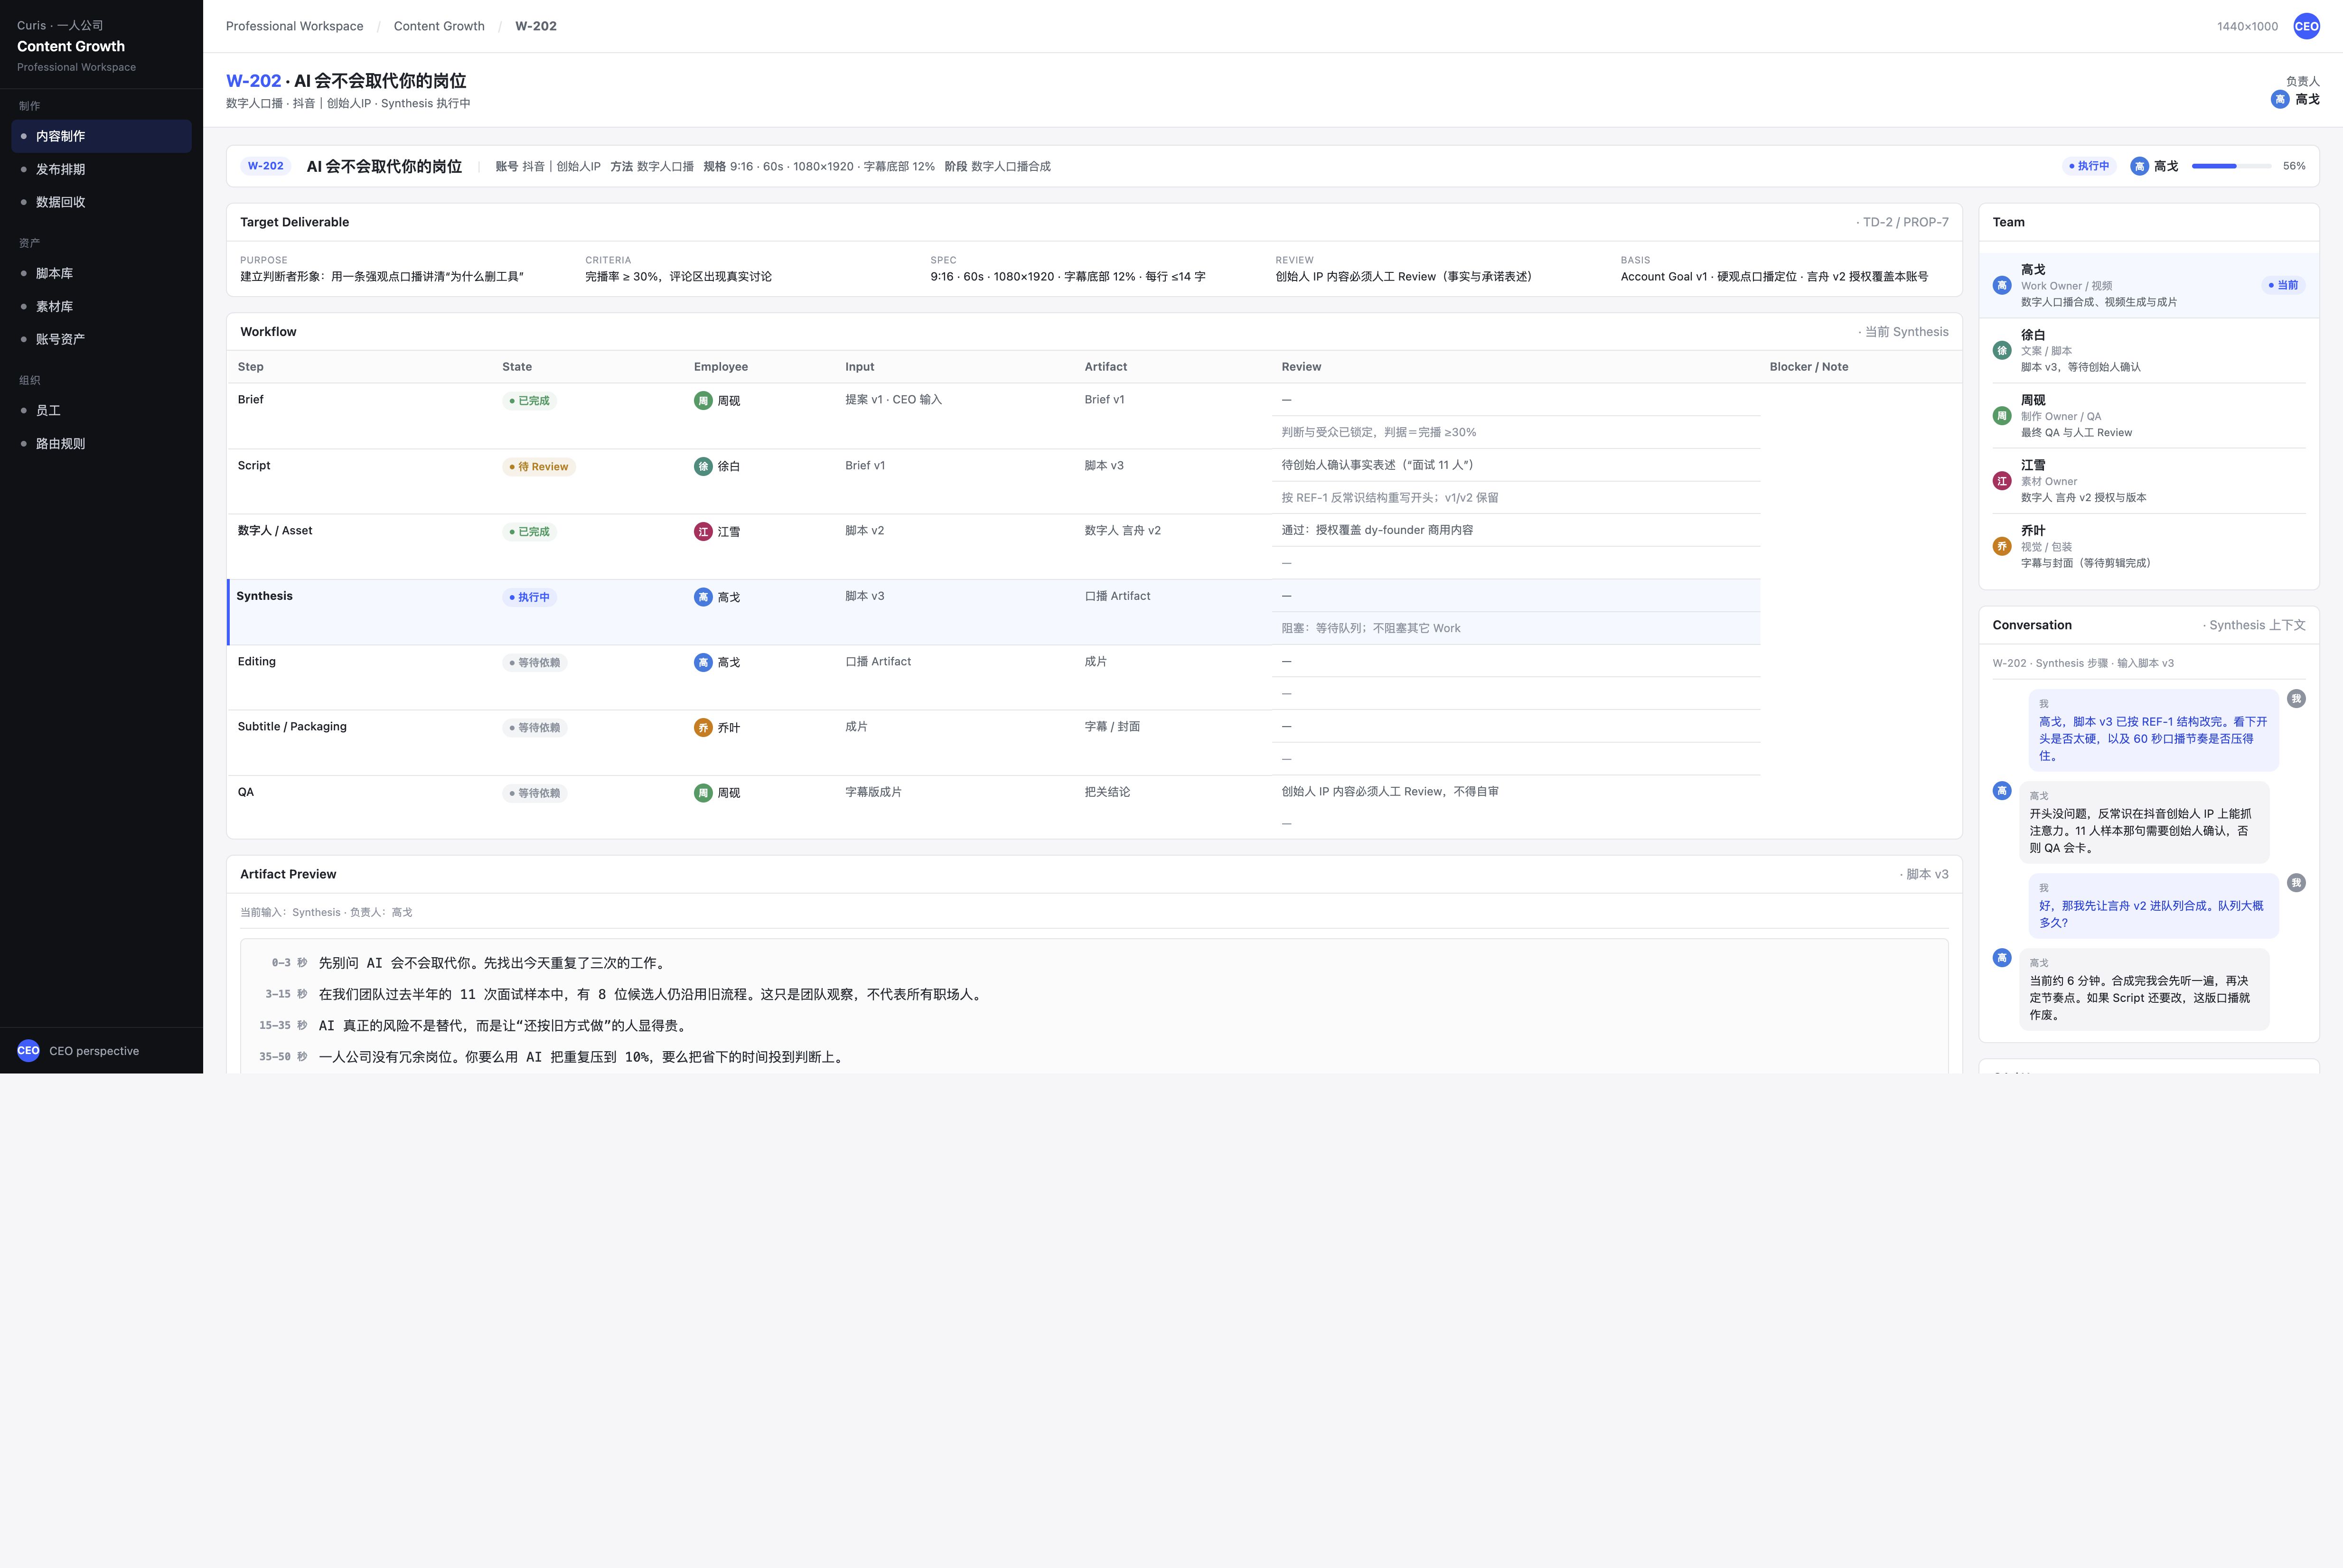 Curis · 一人公司
Content Growth
Professional Workspace
制作
内容制作
发布排期
数据回收
资产
脚本库
素材库
账号资产
组织
员工
路由规则
CEO CEO perspective
Professional Workspace / Content Growth / W-202
1440×1000 CEO
W-202 · AI 会不会取代你的岗位
数字人口播 · 抖音｜创始人IP · Synthesis 执行中
负责人
高 高戈
W-202 AI 会不会取代你的岗位 账号 抖音｜创始人IP 方法 数字人口播 规格 9:16 · 60s · 1080×1920 · 字幕底部 12% 阶段 数字人口播合成
执行中 高 高戈 56%
Target Deliverable · TD-2 / PROP-7
PURPOSE
建立判断者形象：用一条强观点口播讲清“为什么删工具”
CRITERIA
完播率 ≥ 30%，评论区出现真实讨论
SPEC
9:16 · 60s · 1080×1920 · 字幕底部 12% · 每行 ≤14 字
REVIEW
创始人 IP 内容必须人工 Review（事实与承诺表述）
BASIS
Account Goal v1 · 硬观点口播定位 · 言舟 v2 授权覆盖本账号
Workflow · 当前 Synthesis
Step State Employee Input Artifact Review Blocker / Note
Brief 已完成 周 周砚 提案 v1 · CEO 输入 Brief v1 —
判断与受众已锁定，判据＝完播 ≥30%
Script 待 Review 徐 徐白 Brief v1 脚本 v3 待创始人确认事实表述（“面试 11 人”）
按 REF-1 反常识结构重写开头；v1/v2 保留
数字人 / Asset 已完成 江 江雪 脚本 v2 数字人 言舟 v2 通过：授权覆盖 dy-founder 商用内容
—
Synthesis 执行中 高 高戈 脚本 v3 口播 Artifact —
阻塞：等待队列；不阻塞其它 Work
Editing 等待依赖 高 高戈 口播 Artifact 成片 —
—
Subtitle / Packaging 等待依赖 乔 乔叶 成片 字幕 / 封面 —
—
QA 等待依赖 周 周砚 字幕版成片 把关结论 创始人 IP 内容必须人工 Review，不得自审
—
Artifact Preview · 脚本 v3
当前输入：Synthesis · 负责人：高戈
0–3 秒 先别问 AI 会不会取代你。先找出今天重复了三次的工作。
3–15 秒 在我们团队过去半年的 11 次面试样本中，有 8 位候选人仍沿用旧流程。这只是团队观察，不代表所有职场人。
15–35 秒 AI 真正的风险不是替代，而是让“还按旧方式做”的人显得贵。
35–50 秒 一人公司没有冗余岗位。你要么用 AI 把重复压到 10%，要么把省下的时间投到判断上。
Team
高 高戈
Work Owner / 视频
数字人口播合成、视频生成与成片
当前
徐 徐白
文案 / 脚本
脚本 v3，等待创始人确认
周 周砚
制作 Owner / QA
最终 QA 与人工 Review
江 江雪
素材 Owner
数字人 言舟 v2 授权与版本
乔 乔叶
视觉 / 包装
字幕与封面（等待剪辑完成）
Conversation · Synthesis 上下文
W-202 · Synthesis 步骤 · 输入脚本 v3
我
我
高戈，脚本 v3 已按 REF-1 结构改完。看下开
头是否太硬，以及 60 秒口播节奏是否压得
住。
高
高戈
开头没问题，反常识在抖音创始人 IP 上能抓
注意力。11 人样本那句需要创始人确认，否
则 QA 会卡。
我
我
好，那我先让言舟 v2 进队列合成。队列大概
多久？
高
高戈
当前约 6 分钟。合成完我会先听一遍，再决
定节奏点。如果 Script 还要改，这版口播就
作废。